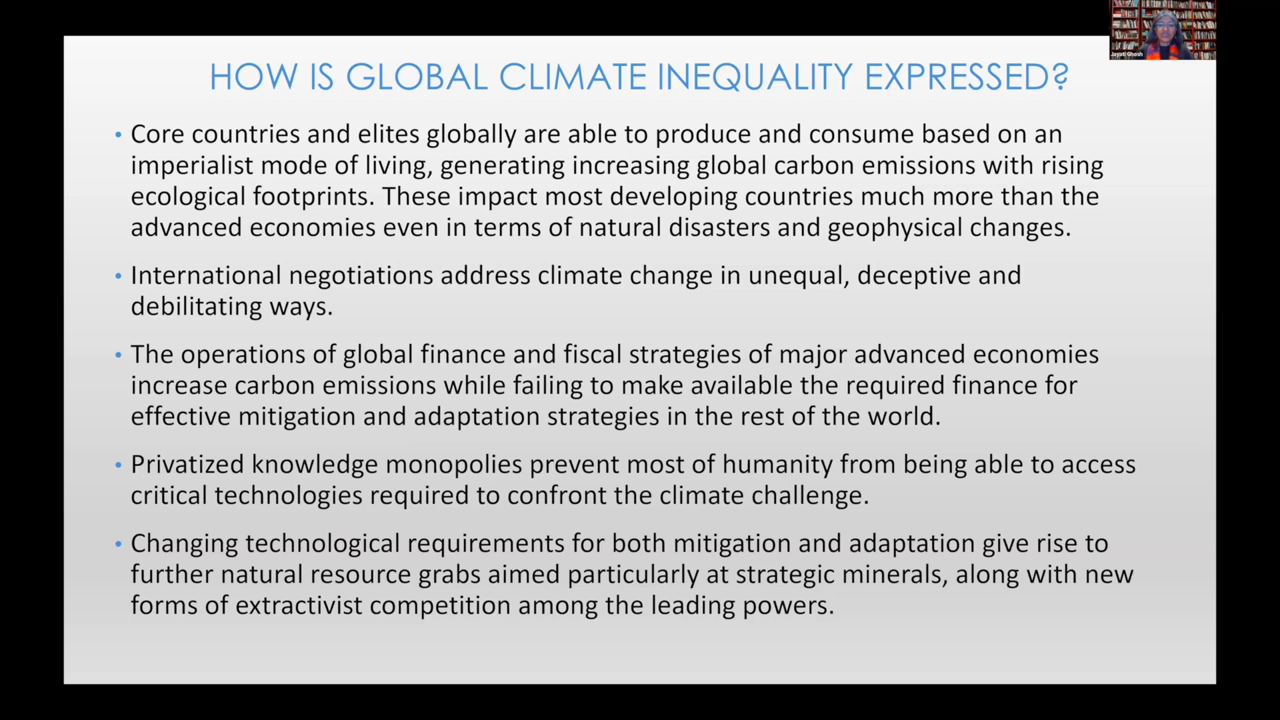 Jayati Ghosh
HOW IS GLOBAL CLIMATE INEQUALITY EXPRESSED?
• Core countries and elites globally are able to produce and consume based on an
imperialist mode of living, generating increasing global carbon emissions with rising
ecological footprints. These impact most developing countries much more than the
advanced economies even in terms of natural disasters and geophysical changes.
• International negotiations address climate change in unequal, deceptive and
debilitating ways.
• The operations of global finance and fiscal strategies of major advanced economies
increase carbon emissions while failing to make available the required finance for
effective mitigation and adaptation strategies in the rest of the world.
• Privatized knowledge monopolies prevent most of humanity from being able to access
critical technologies required to confront the climate challenge.
• Changing technological requirements for both mitigation and adaptation give rise to
further natural resource grabs aimed particularly at strategic minerals, along with new
forms of extractivist competition among the leading powers.